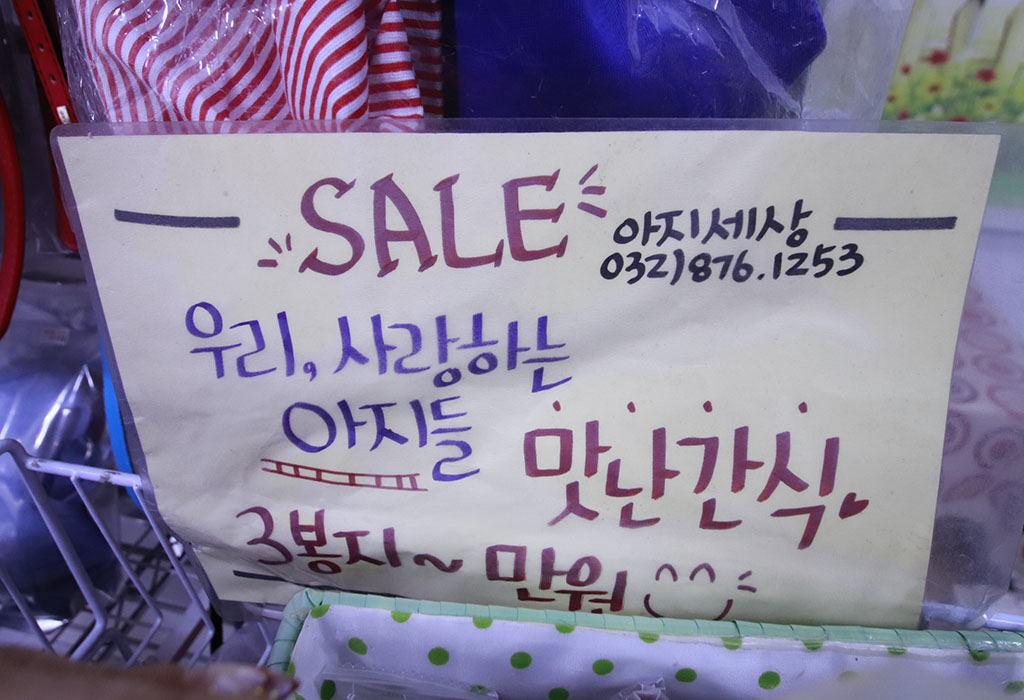 SALE
아지세상
032)876.1253
우리, 사랑하는
아지들
맛난간식
3봉지~ 만원